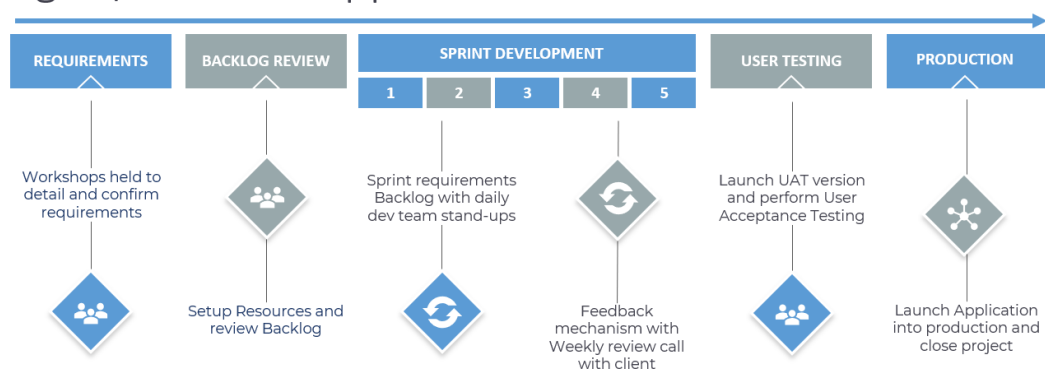 REQUIREMENTS
BACKLOG REVIEW
SPRINT DEVELOPMENT
1 2 3 4 5
USER TESTING
PRODUCTION
Workshops held to
detail and confirm
requirements
Setup Resources and
review Backlog
Sprint requirements
Backlog with daily
dev team stand-ups
Feedback
mechanism with
Weekly review call
with client
Launch UAT version
and perform User
Acceptance Testing
Launch Application
into production and
close project